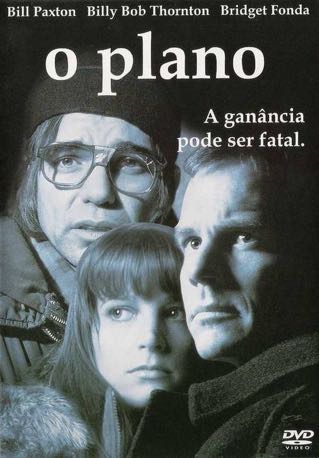 Bill Paxton Billy Bob Thornton Bridget Fonda
o plano
A ganância
pode ser fatal.
DVD
VIDEO